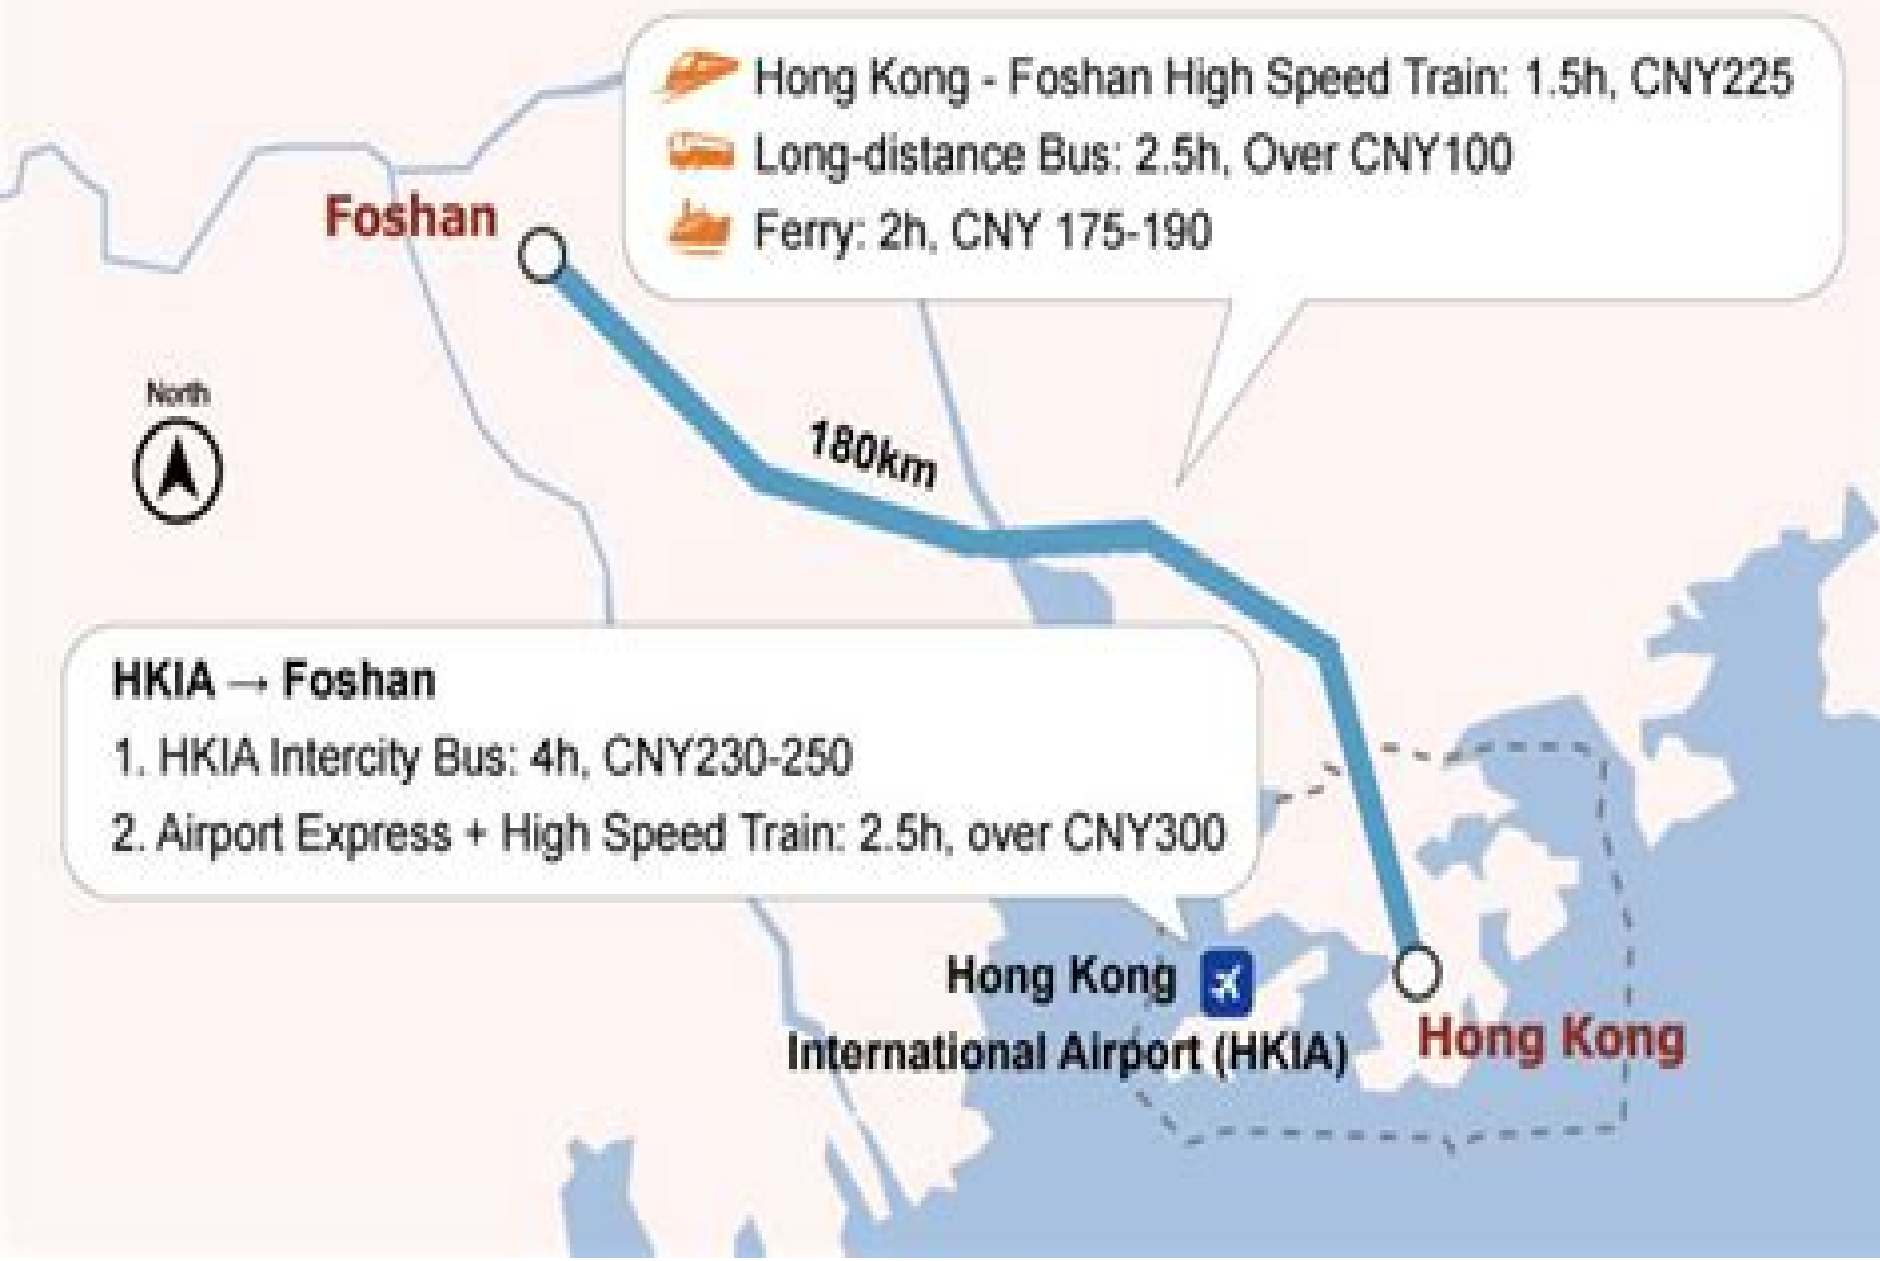 Hong Kong - Foshan High Speed Train: 1.5h, CNY225
Long-distance Bus: 2.5h, Over CNY100
Ferry: 2h, CNY 175-190
Foshan
North
180km
HKIA → Foshan
1. HKIA Intercity Bus: 4h, CNY230-250
2. Airport Express + High Speed Train: 2.5h, over CNY300
Hong Kong
International Airport (HKIA)
Hong Kong